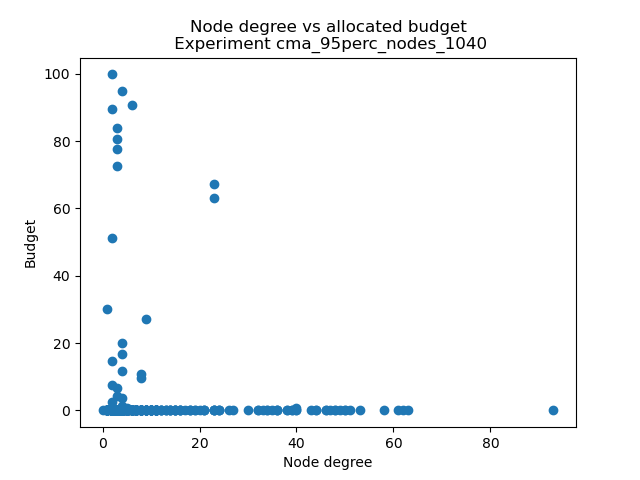 Node degree vs allocated budget
Experiment cma_95perc_nodes_1040
100
80
60
40
20
0
Budget
0 20 40 60 80
Node degree